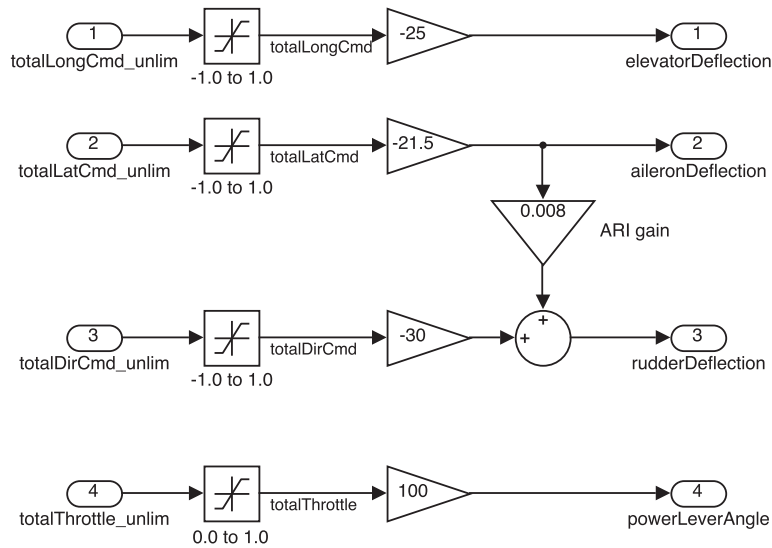 1
totalLongCmd_unlim
-1.0 to 1.0
totalLongCmd
-25
1
elevatorDeflection
2
totalLatCmd_unlim
-1.0 to 1.0
totalLatCmd
-21.5
2
aileronDeflection
0.008
ARI gain
3
totalDirCmd_unlim
-1.0 to 1.0
totalDirCmd
-30
+
+
3
rudderDeflection
4
totalThrottle_unlim
0.0 to 1.0
totalThrottle
100
4
powerLeverAngle